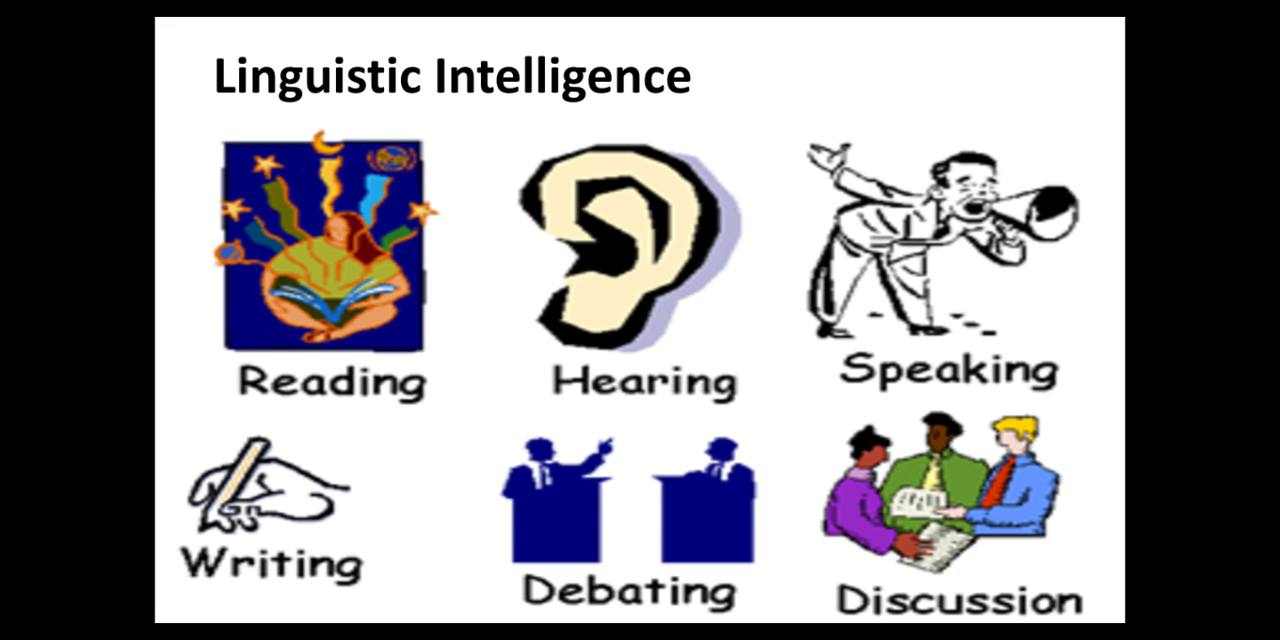 Linguistic Intelligence
Reading
Hearing
Speaking
Writing
Debating
Discussion